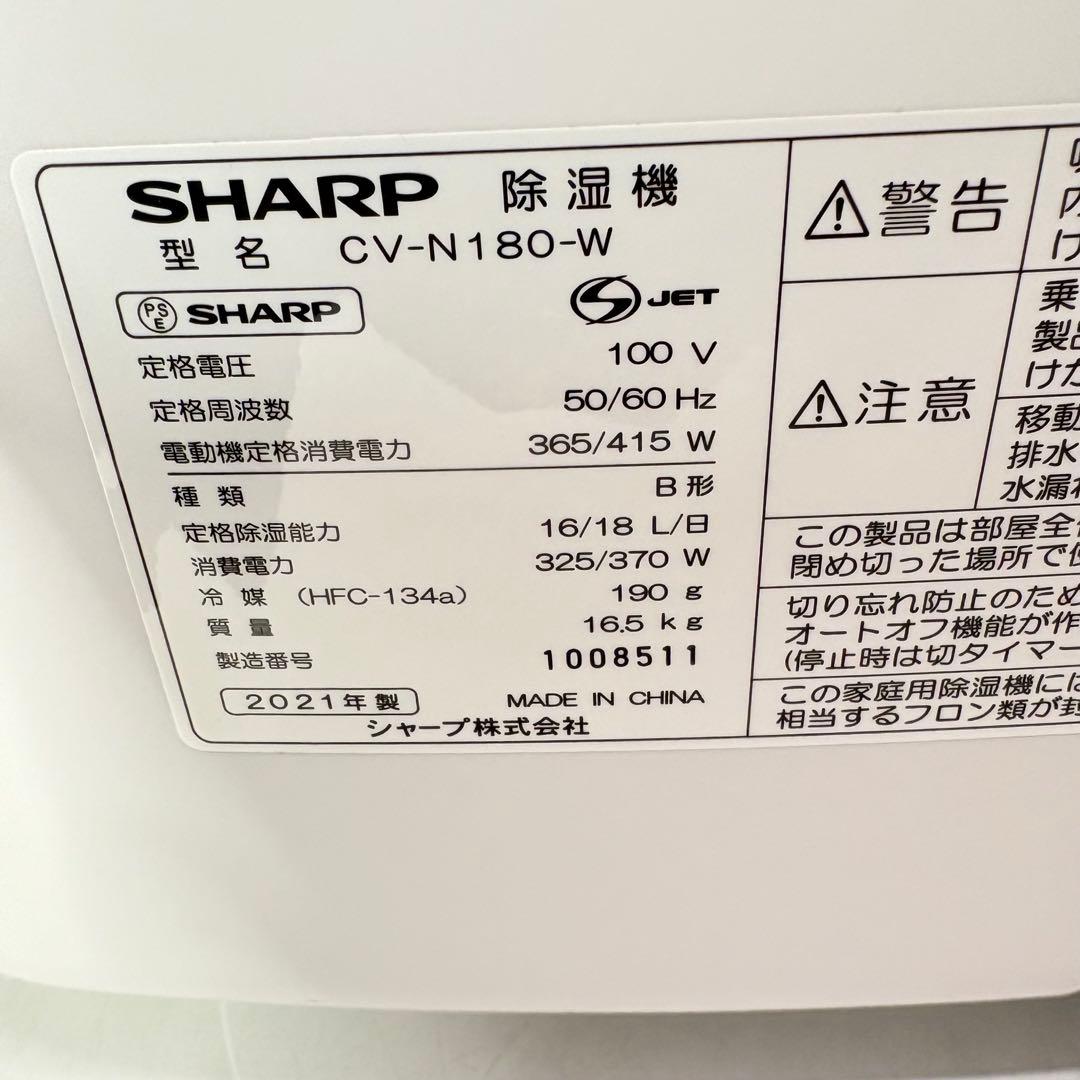 SHARP 除湿機
型名 CV-N180-W
PSE SHARP
S JET
定格電圧 100 V
定格周波数 50/60 Hz
電動機定格消費電力 365/415 W
種類 B形
定格除湿能力 16/18 L/日
消費電力 325/370 W
冷媒 (HFC-134a) 190 g
質量 16.5 kg
製造番号 1008511
2021年製 MADE IN CHINA
シャープ株式会社
警告
内
け
注意
乗
製品
けが
移動
排水
水漏れ
この製品は部屋全
閉め切った場所で
切り忘れ防止のため
オートオフ機能が作
(停止時は切タイマー
この家庭用除湿機には
相当するフロン類が封